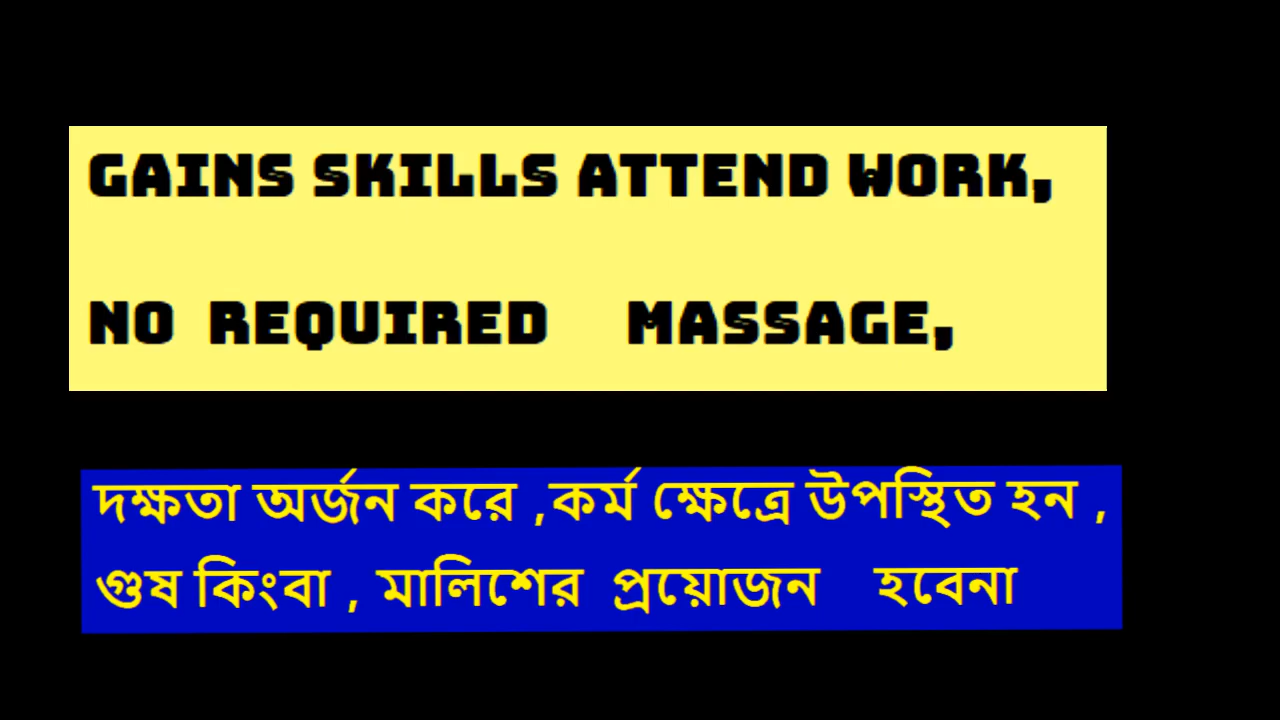 GAINS SKILLS ATTEND WORK,
NO REQUIRED MASSAGE,
দক্ষতা অর্জন করে ,কর্ম ক্ষেত্রে উপস্থিত হন ,
গুষ কিংবা , মালিশের প্রয়োজন হবেনা